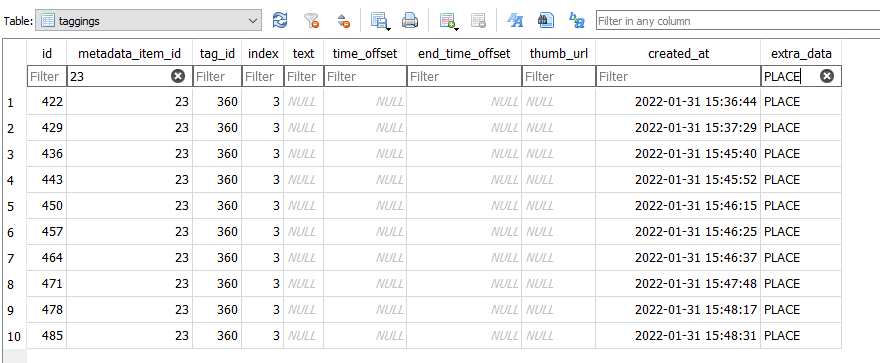 Table: taggings Filter in any column
id metadata_item_id tag_id index text time_offset end_time_offset thumb_url created_at extra_data
Filter 23 Filter Filter Filter Filter Filter Filter Filter PLACE
1 422 23 360 3 NULL NULL NULL NULL 2022-01-31 15:36:44 PLACE
2 429 23 360 3 NULL NULL NULL NULL 2022-01-31 15:37:29 PLACE
3 436 23 360 3 NULL NULL NULL NULL 2022-01-31 15:45:40 PLACE
4 443 23 360 3 NULL NULL NULL NULL 2022-01-31 15:45:52 PLACE
5 450 23 360 3 NULL NULL NULL NULL 2022-01-31 15:46:15 PLACE
6 457 23 360 3 NULL NULL NULL NULL 2022-01-31 15:46:25 PLACE
7 464 23 360 3 NULL NULL NULL NULL 2022-01-31 15:46:37 PLACE
8 471 23 360 3 NULL NULL NULL NULL 2022-01-31 15:47:48 PLACE
9 478 23 360 3 NULL NULL NULL NULL 2022-01-31 15:48:17 PLACE
10 485 23 360 3 NULL NULL NULL NULL 2022-01-31 15:48:31 PLACE